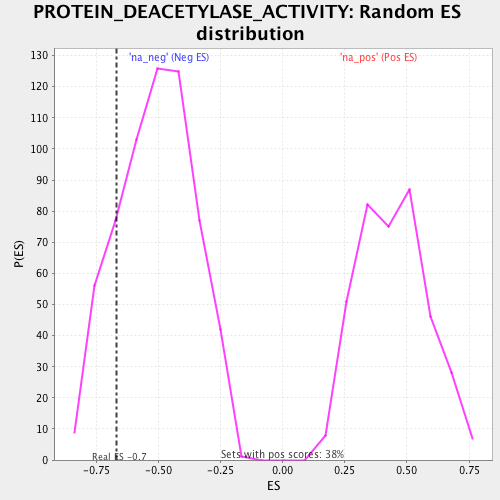 PROTEIN_DEACETYLASE_ACTIVITY: Random ES
distribution
'na_neg' (Neg ES)
'na_pos' (Pos ES)
130
120
110
100
90
80
70
60
50
40
30
20
10
0
P(ES)
Real ES -0.7
Sets with pos scores: 38%
-0.75
-0.50
-0.25
0.00
0.25
0.50
0.75
ES